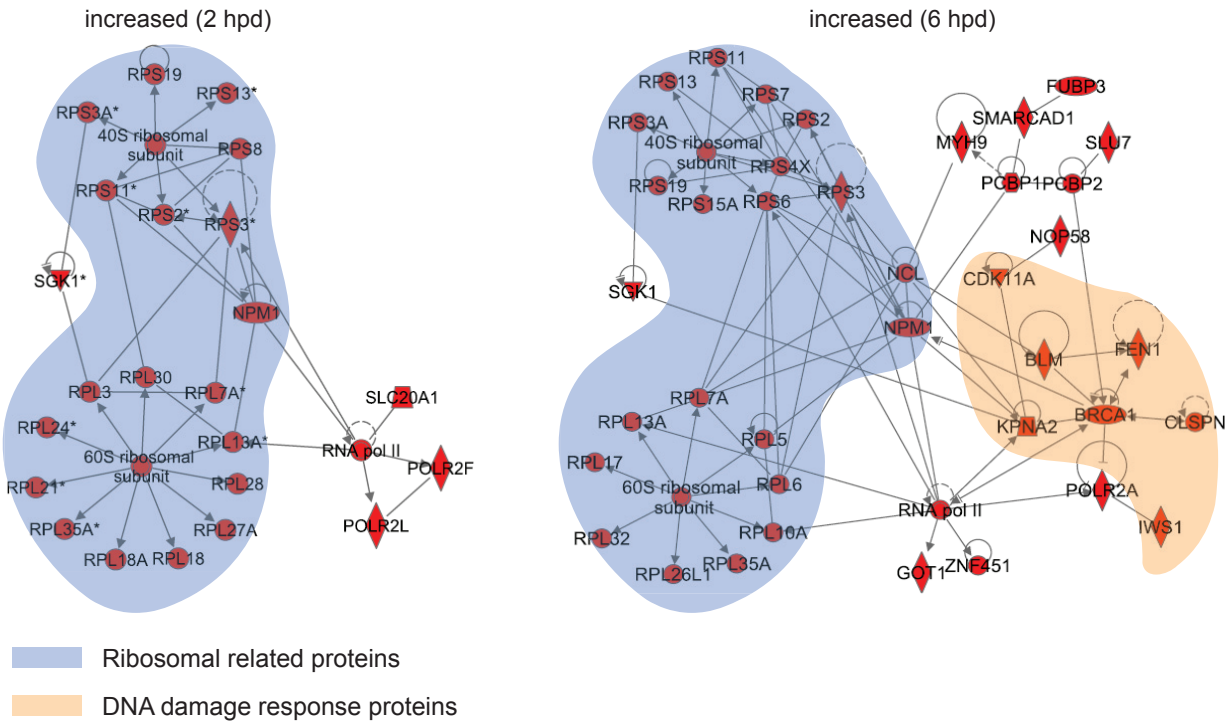 increased (2 hpd)
RPS19
RPS3A*
RPS13*
40S ribosomal
subunit
RPS8
RPS11*
RPS2*
RPS3*
SGK1*
NPM1
RPL3
RPL30
RPL7A*
SLC20A1
RPL24*
RPL13A*
RNA pol II
60S ribosomal
subunit
POLR2F
RPL21*
RPL28
RPL35A*
RPL27A
POLR2L
RPL18A
RPL18
increased (6 hpd)
RPS11
RPS13
RPS7
FUBP3
RPS3A
RPS2
SMARCAD1
40S ribosomal
subunit
MYH9
SLU7
RPS4X
RPS19
RPS3
PCBP1
PCBP2
RPS15A
RPS6
NOP58
NCL
CDK11A
SGK1
NPM1
BLM
FEN1
RPL7A
RPL13A
KPNA2
BRCA1
CLSPN
RPL5
RPL17
60S ribosomal
subunit
RPL6
POLR2A
RNA pol II
IWS1
RPL32
RPL10A
RPL26L1
RPL35A
GOT1
ZNF451
Ribosomal related proteins
DNA damage response proteins